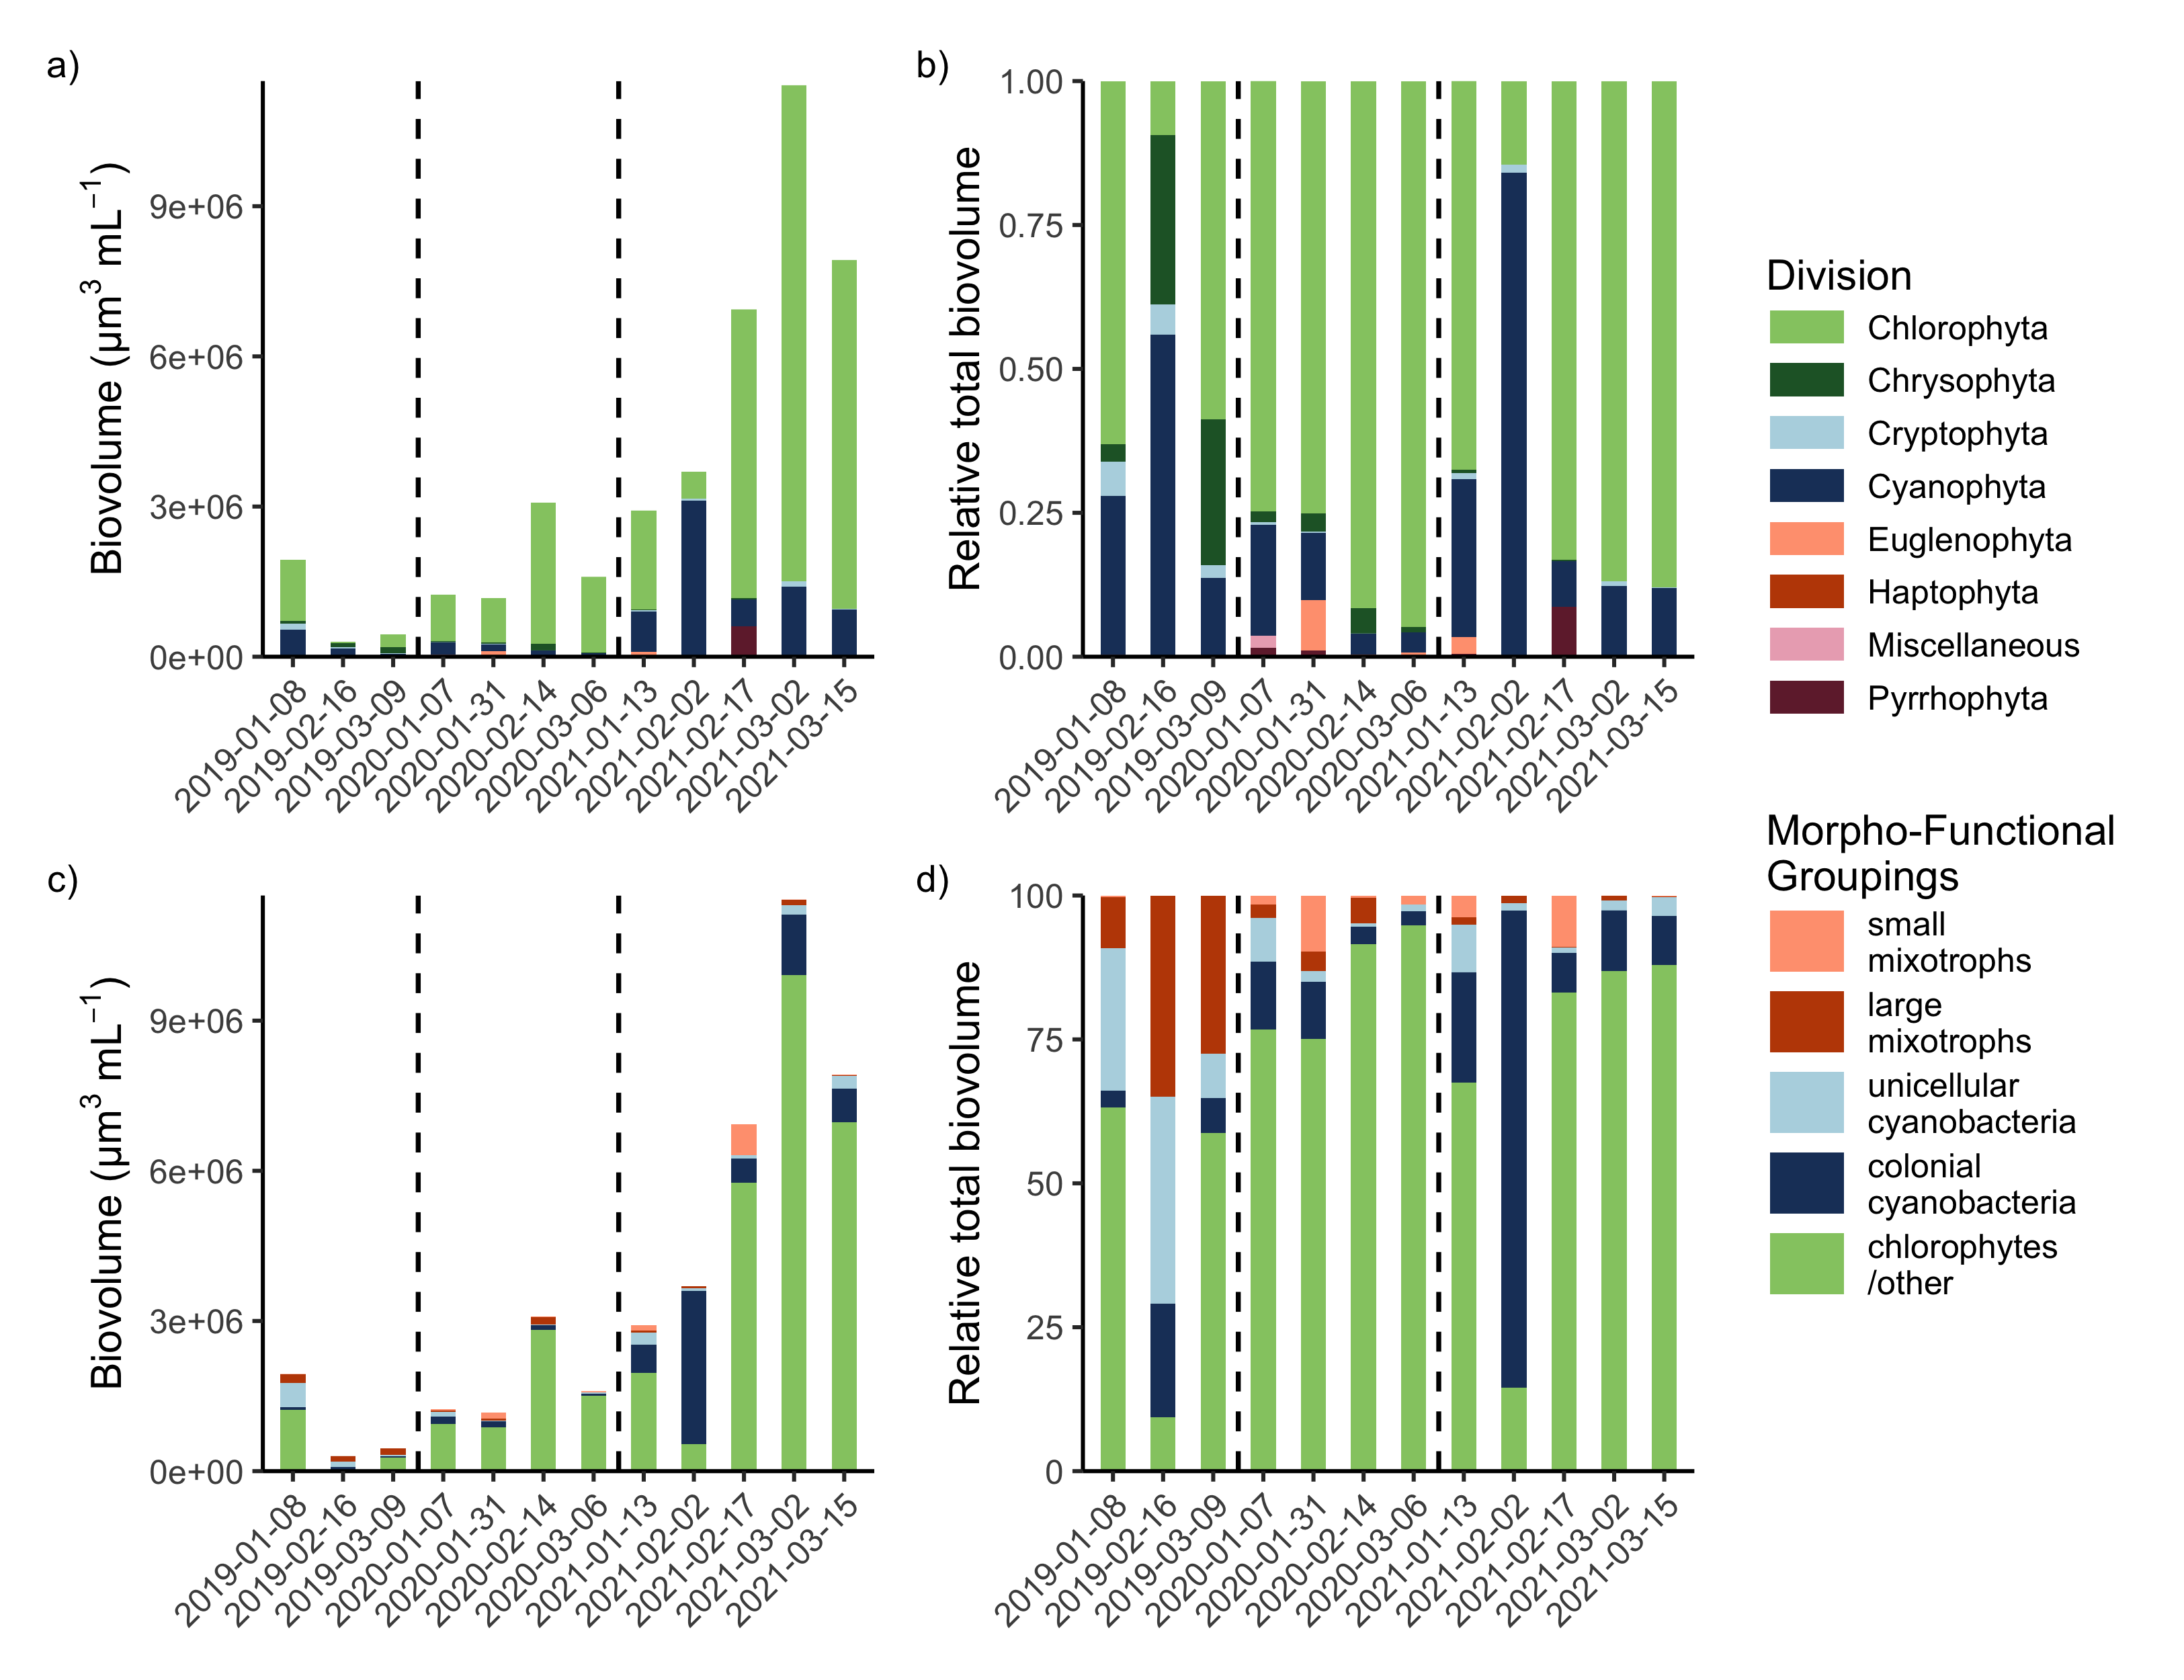 a)
Biovolume (µm³ mL⁻¹)
9e+06
6e+06
3e+06
0e+00
2019-01-08
2019-02-16
2019-03-09
2020-01-07
2020-01-31
2020-02-14
2020-03-06
2021-01-13
2021-02-02
2021-02-17
2021-03-02
2021-03-15
b)
Relative total biovolume
1.00
0.75
0.50
0.25
0.00
2019-01-08
2019-02-16
2019-03-09
2020-01-07
2020-01-31
2020-02-14
2020-03-06
2021-01-13
2021-02-02
2021-02-17
2021-03-02
2021-03-15
Division
Chlorophyta
Chrysophyta
Cryptophyta
Cyanophyta
Euglenophyta
Haptophyta
Miscellaneous
Pyrrhophyta
c)
Biovolume (µm³ mL⁻¹)
9e+06
6e+06
3e+06
0e+00
2019-01-08
2019-02-16
2019-03-09
2020-01-07
2020-01-31
2020-02-14
2020-03-06
2021-01-13
2021-02-02
2021-02-17
2021-03-02
2021-03-15
d)
Relative total biovolume
100
75
50
25
0
2019-01-08
2019-02-16
2019-03-09
2020-01-07
2020-01-31
2020-02-14
2020-03-06
2021-01-13
2021-02-02
2021-02-17
2021-03-02
2021-03-15
Morpho-Functional
Groupings
small
mixotrophs
large
mixotrophs
unicellular
cyanobacteria
colonial
cyanobacteria
chlorophytes
/other